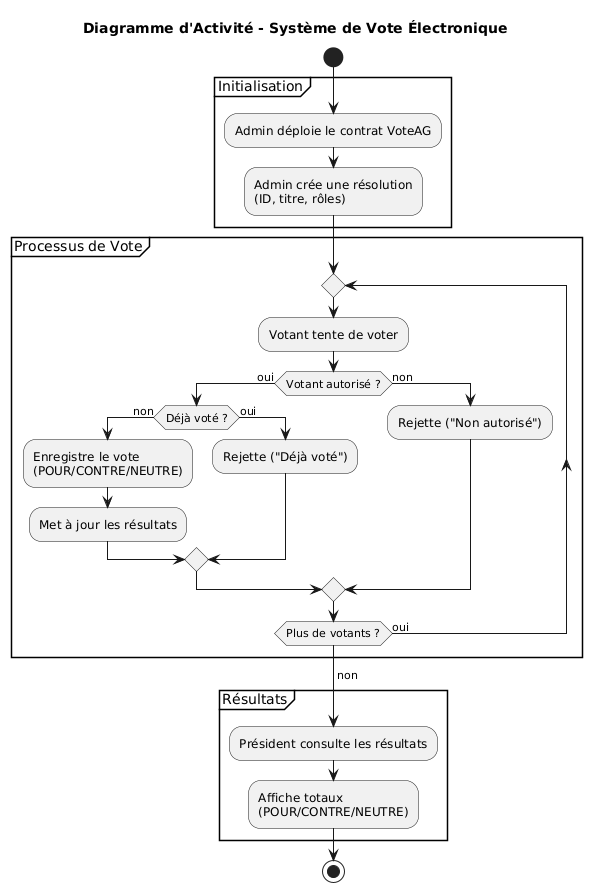 Diagramme d'Activité - Système de Vote Électronique
Initialisation
Admin déploie le contrat VoteAG
Admin crée une résolution
(ID, titre, rôles)
Processus de Vote
Votant tente de voter
oui
Votant autorisé ?
non
non
Déjà voté ?
oui
Rejette ("Non autorisé")
Enregistre le vote
(POUR/CONTRE/NEUTRE)
Rejette ("Déjà voté")
Met à jour les résultats
Plus de votants ?
oui
non
Résultats
Président consulte les résultats
Affiche totaux
(POUR/CONTRE/NEUTRE)